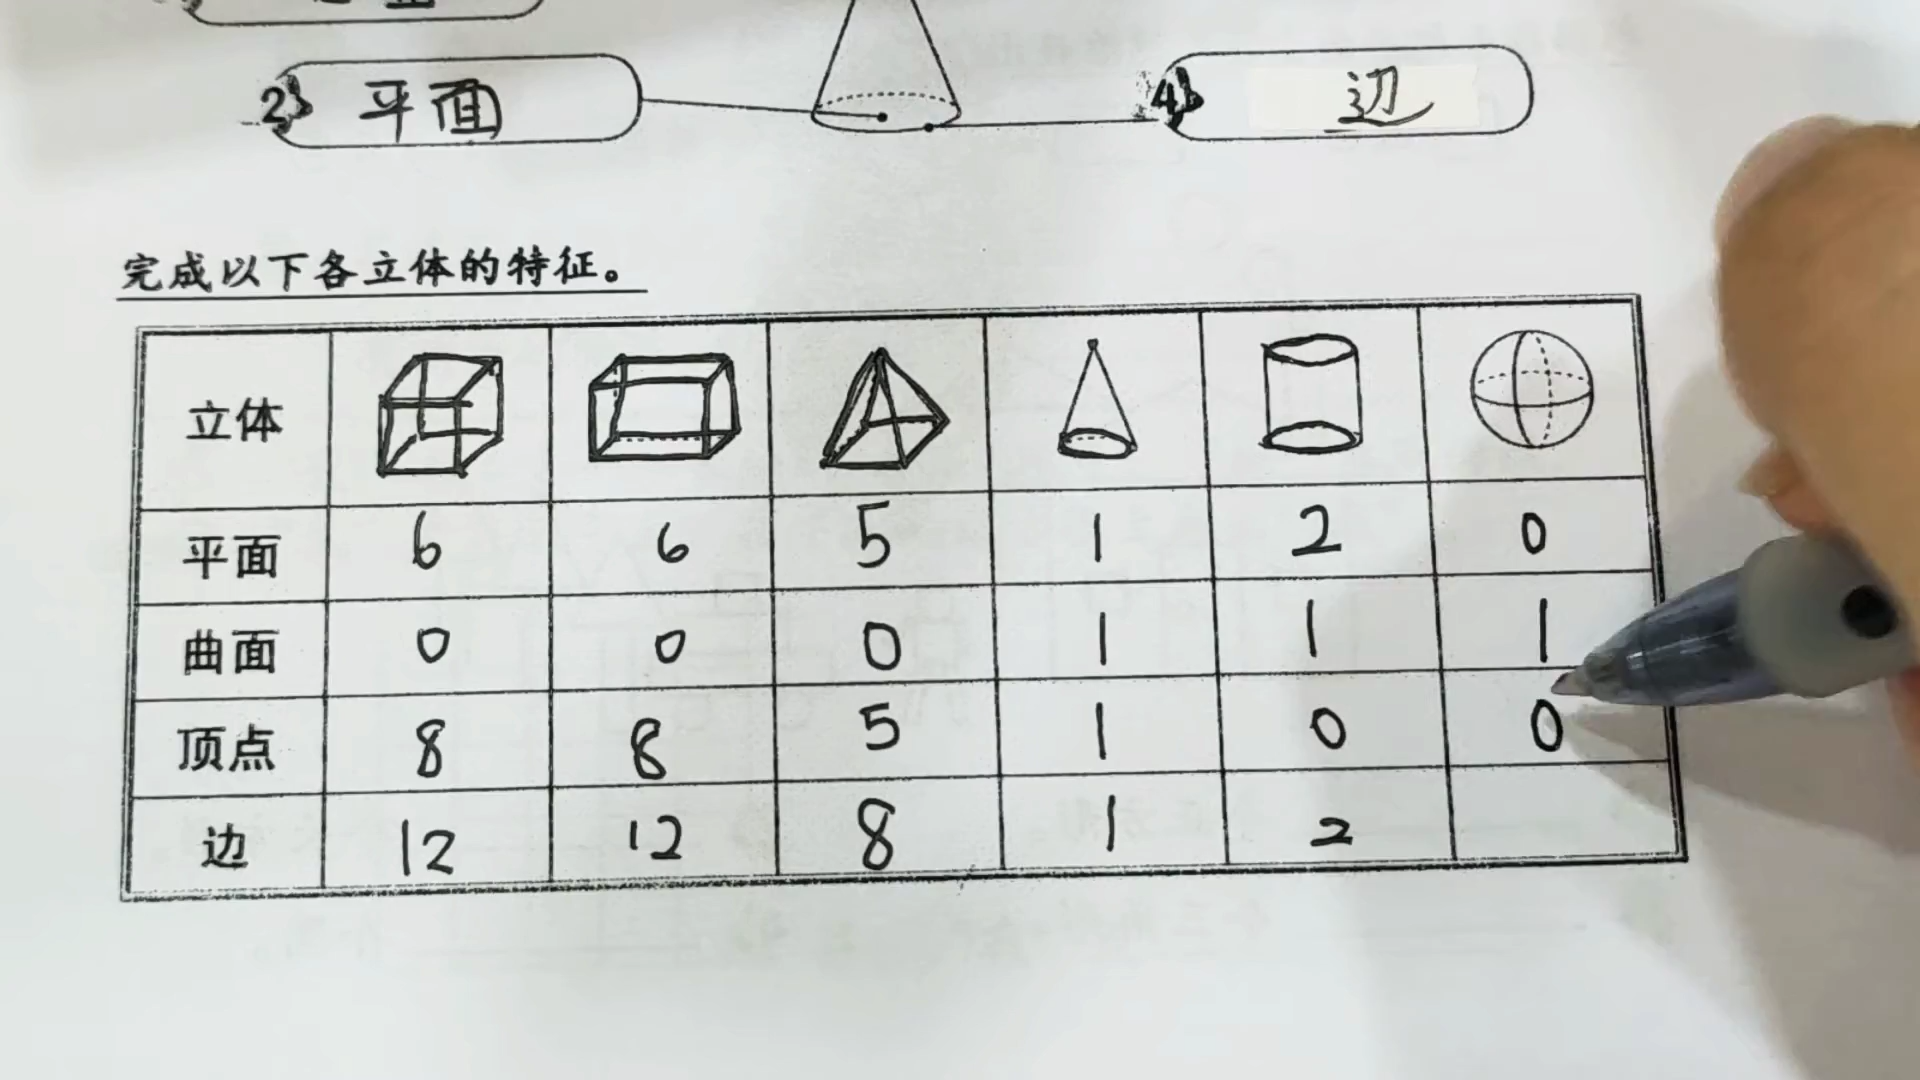 2 平面
4 边
完成以下各立体的特征。
立体
平面 6 6 5 1 2 0
曲面 0 0 0 1 1 1
顶点 8 8 5 1 0 0
边 12 12 8 1 2